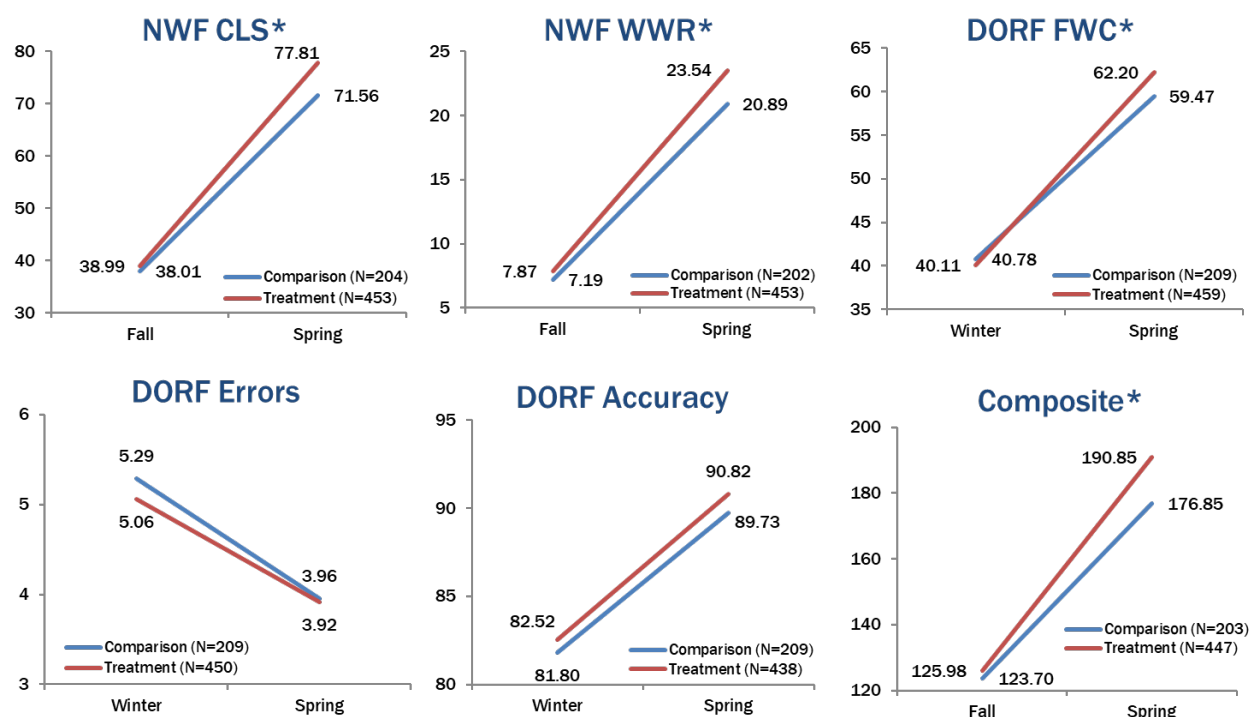 NWF CLS*
80
70
60
50
40
30
77.81
71.56
38.99
38.01
Comparison (N=204)
Treatment (N=453)
Fall
Spring
NWF WWR*
25
20
15
10
5
23.54
20.89
7.87
7.19
Comparison (N=202)
Treatment (N=453)
Fall
Spring
DORF FWC*
65
60
55
50
45
40
35
62.20
59.47
40.11
40.78
Comparison (N=209)
Treatment (N=459)
Winter
Spring
DORF Errors
6
5
4
3
5.29
5.06
3.96
3.92
Comparison (N=209)
Treatment (N=450)
Winter
Spring
DORF Accuracy
95
90
85
80
90.82
89.73
82.52
81.80
Comparison (N=209)
Treatment (N=438)
Winter
Spring
Composite*
200
180
160
140
120
190.85
176.85
125.98
123.70
Comparison (N=203)
Treatment (N=447)
Fall
Spring